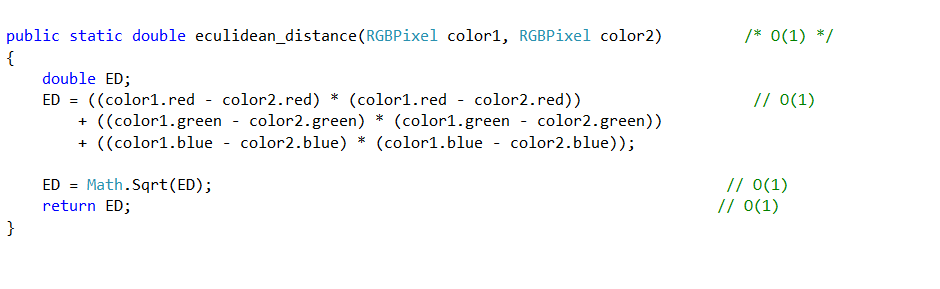 public static double eculidean_distance(RGBPixel color1, RGBPixel color2) /* O(1) */
{
double ED;
ED = ((color1.red - color2.red) * (color1.red - color2.red)) // O(1)
+ ((color1.green - color2.green) * (color1.green - color2.green))
+ ((color1.blue - color2.blue) * (color1.blue - color2.blue));
ED = Math.Sqrt(ED); // O(1)
return ED; // O(1)
}